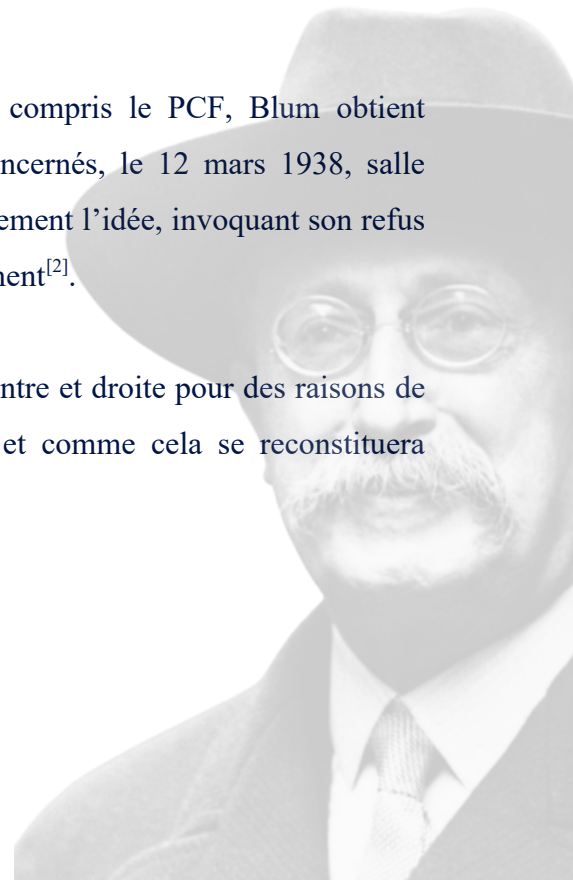 compris le PCF, Blum obtient
ncernés, le 12 mars 1938, salle
ement l’idée, invoquant son refus
ent[2].
ntre et droite pour des raisons de
et comme cela se reconstituera